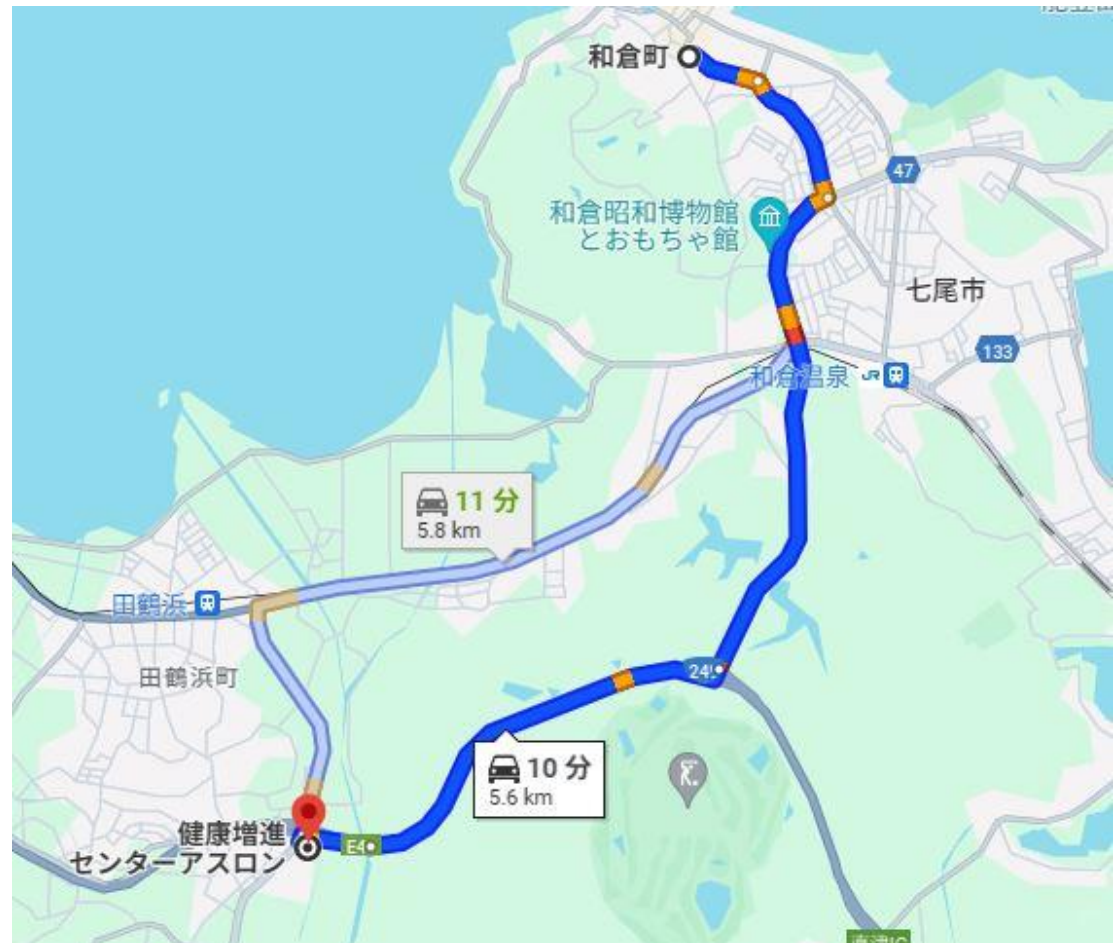 和倉町
47
和倉昭和博物館
とおもちゃ館
七尾市
133
和倉温泉
JR
11 分
5.8 km
田鶴浜
田鶴浜町
10 分
5.6 km
健康増進
センターアスロン